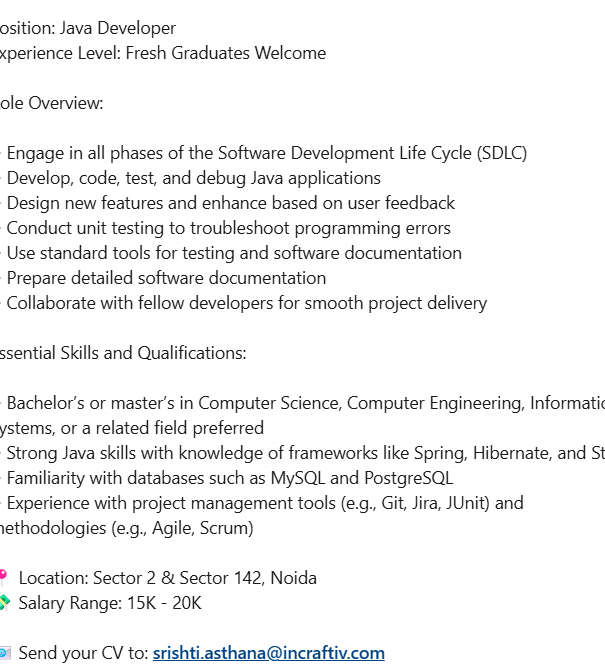 osition: Java Developer
xperience Level: Fresh Graduates Welcome
ole Overview:
· Engage in all phases of the Software Development Life Cycle (SDLC)
· Develop, code, test, and debug Java applications
· Design new features and enhance based on user feedback
· Conduct unit testing to troubleshoot programming errors
· Use standard tools for testing and software documentation
· Prepare detailed software documentation
· Collaborate with fellow developers for smooth project delivery
ssential Skills and Qualifications:
· Bachelor’s or master’s in Computer Science, Computer Engineering, Informatio
ystems, or a related field preferred
· Strong Java skills with knowledge of frameworks like Spring, Hibernate, and St
· Familiarity with databases such as MySQL and PostgreSQL
· Experience with project management tools (e.g., Git, Jira, JUnit) and
nethodologies (e.g., Agile, Scrum)
📍 Location: Sector 2 & Sector 142, Noida
💸 Salary Range: 15K - 20K
📧 Send your CV to: srishti.asthana@incraftiv.com